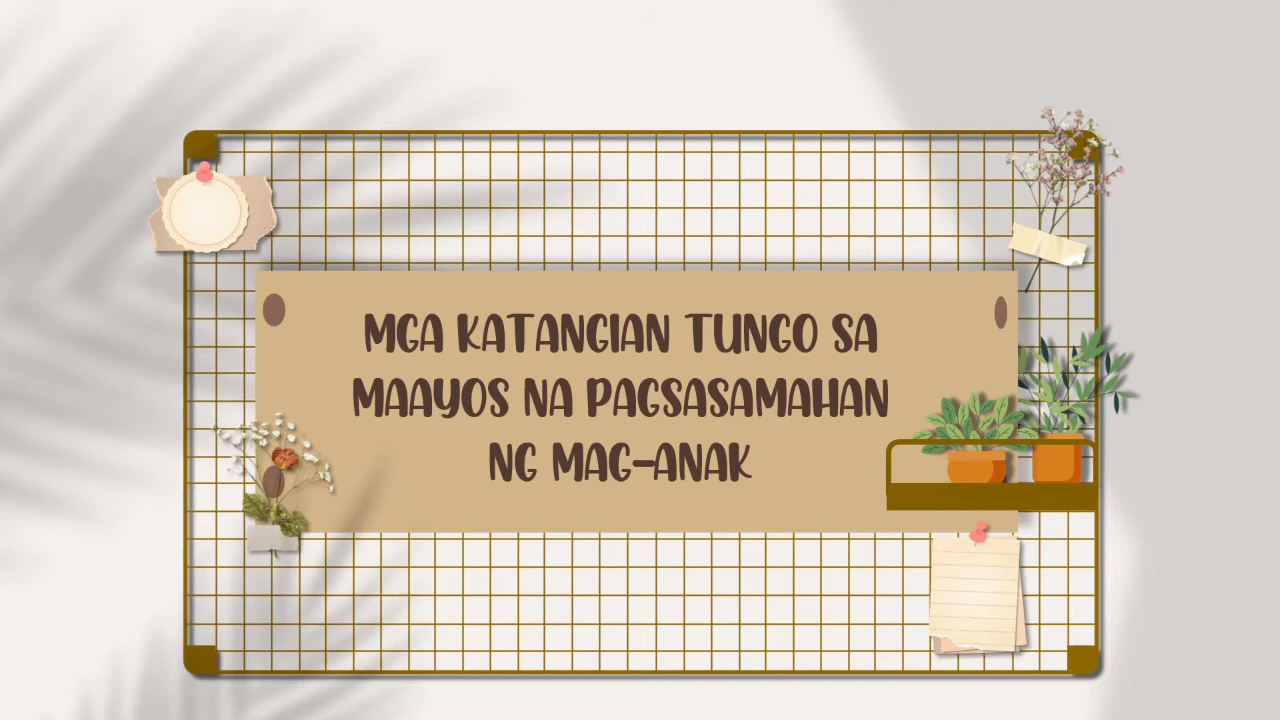 MGA KATANGIAN TUNGO SA
MAAYOS NA PAGSASAMAHAN
NG MAG-ANAK